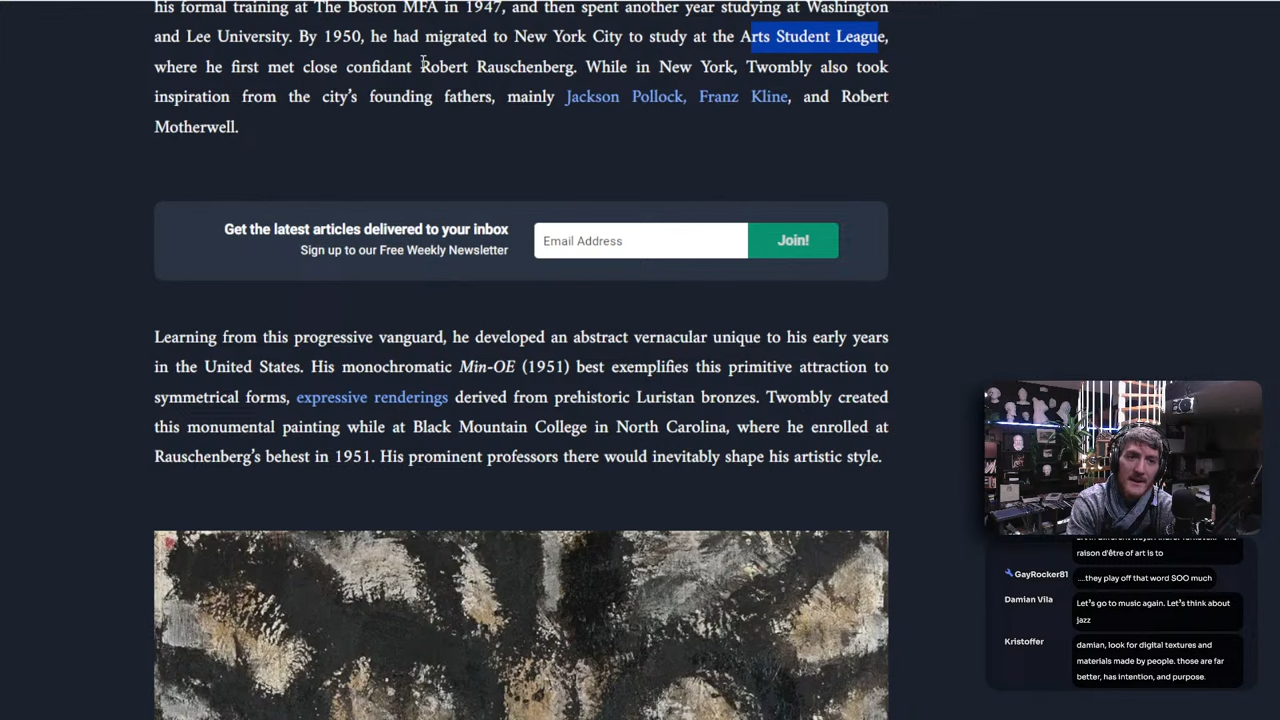 his formal training at The Boston MFA in 1947, and then spent another year studying at Washington
and Lee University. By 1950, he had migrated to New York City to study at the Arts Student League,
where he first met close confidant Robert Rauschenberg. While in New York, Twombly also took
inspiration from the city's founding fathers, mainly Jackson Pollock, Franz Kline, and Robert
Motherwell.
Get the latest articles delivered to your inbox
Sign up to our Free Weekly Newsletter
Email Address
Join!
Learning from this progressive vanguard, he developed an abstract vernacular unique to his early years
in the United States. His monochromatic Min-OE (1951) best exemplifies this primitive attraction to
symmetrical forms, expressive renderings derived from prehistoric Luristan bronzes. Twombly created
this monumental painting while at Black Mountain College in North Carolina, where he enrolled at
Rauschenberg's behest in 1951. His prominent professors there would inevitably shape his artistic style.
raison d'être of art is to
GayRocker81
....they play off that word SOO much
Damian Vila
Let's go to music again. Let's think about
jazz
Kristoffer
damian, look for digital textures and
materials made by people. those are far
better, has intention, and purpose.